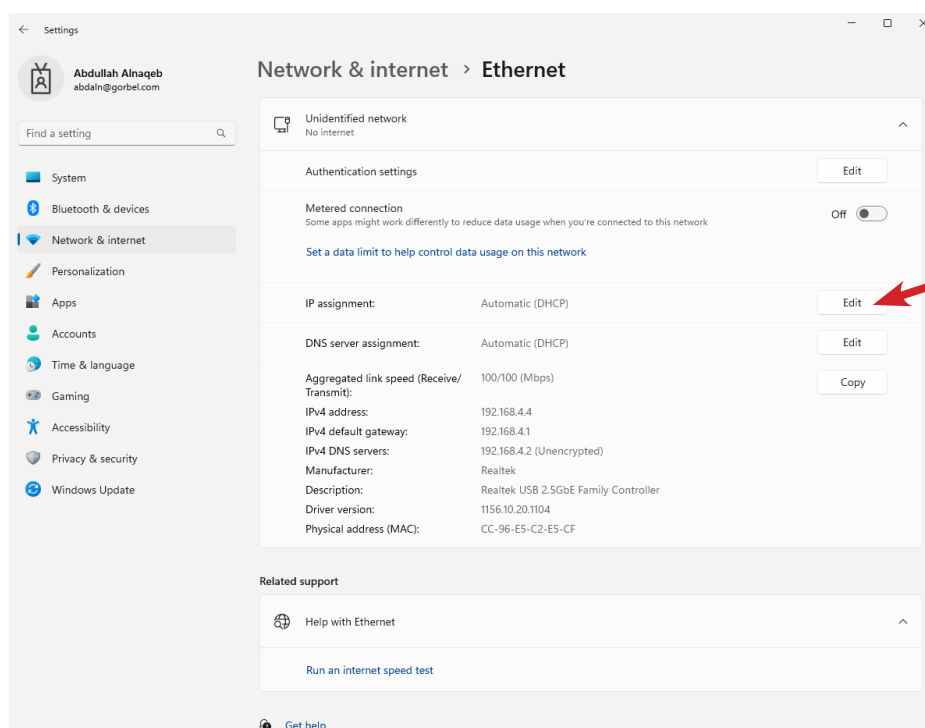 Settings
Abdullah Alnaqeb
abdaln@gorbel.com
Find a setting
System
Bluetooth & devices
Network & internet
Personalization
Apps
Accounts
Time & language
Gaming
Accessibility
Privacy & security
Windows Update
Network & internet > Ethernet
Unidentified network
No internet
Authentication settings Edit
Metered connection
Some apps might work differently to reduce data usage when you're connected to this network
Off
Set a data limit to help control data usage on this network
IP assignment: Automatic (DHCP) Edit
DNS server assignment: Automatic (DHCP) Edit
Aggregated link speed (Receive/ 100/100 (Mbps) Copy
Transmit):
IPv4 address: 192.168.4.4
IPv4 default gateway: 192.168.4.1
IPv4 DNS servers: 192.168.4.2 (Unencrypted)
Manufacturer: Realtek
Description: Realtek USB 2.5GbE Family Controller
Driver version: 1156.10.20.1104
Physical address (MAC): CC-96-E5-C2-E5-CF
Related support
Help with Ethernet
Run an internet speed test
Get help